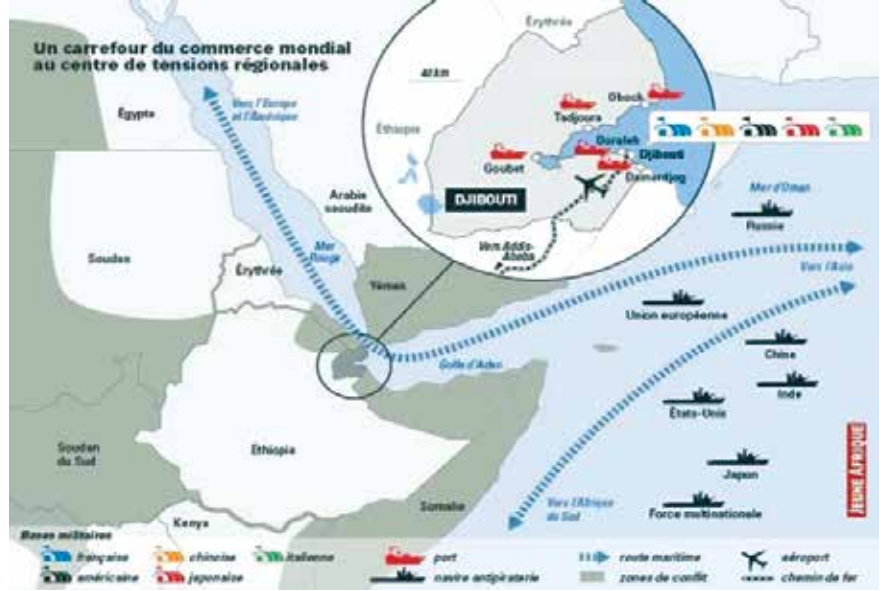 Un carrefour du commerce mondial
au centre de tensions régionales
Érythrée
40 km
Éthiopie
Obock
Tadjoura
Doraleh
Djibouti
Goubet
Damerdjog
DJIBOUTI
Vers Addis-
Abeba
Égypte
Vers l'Europe
et l'Amérique
Arabie
saoudite
Mer
Rouge
Soudan
Érythrée
Yémen
Golfe d'Aden
Mer d'Oman
Russie
Vers l'Asie
Union européenne
Chine
Inde
États-Unis
Japon
Force multinationale
Soudan
du Sud
Éthiopie
Somalie
Kenya
Vers l'Afrique
du Sud
JEUNE AFRIQUE
Bases militaires
française
chinoise
italienne
américaine
japonaise
port
navire antipiraterie
route maritime
zones de conflit
aéroport
chemin de fer